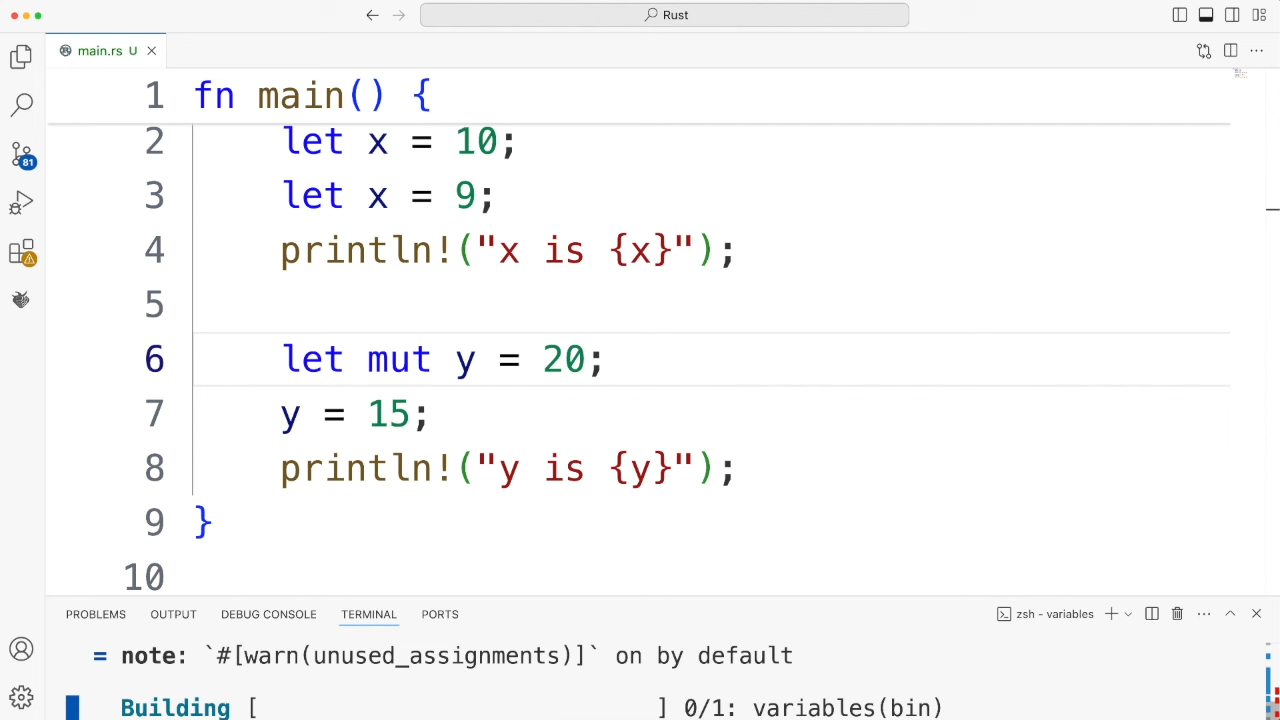 Rust
main.rs U
1 fn main() {
2 let x = 10;
3 let x = 9;
4 println!("x is {x}");
5
6 let mut y = 20;
7 y = 15;
8 println!("y is {y}");
9 }
10
81
PROBLEMS OUTPUT DEBUG CONSOLE TERMINAL PORTS zsh - variables
= note: `#[warn(unused_assignments)]` on by default
Building [ ] 0/1: variables(bin)